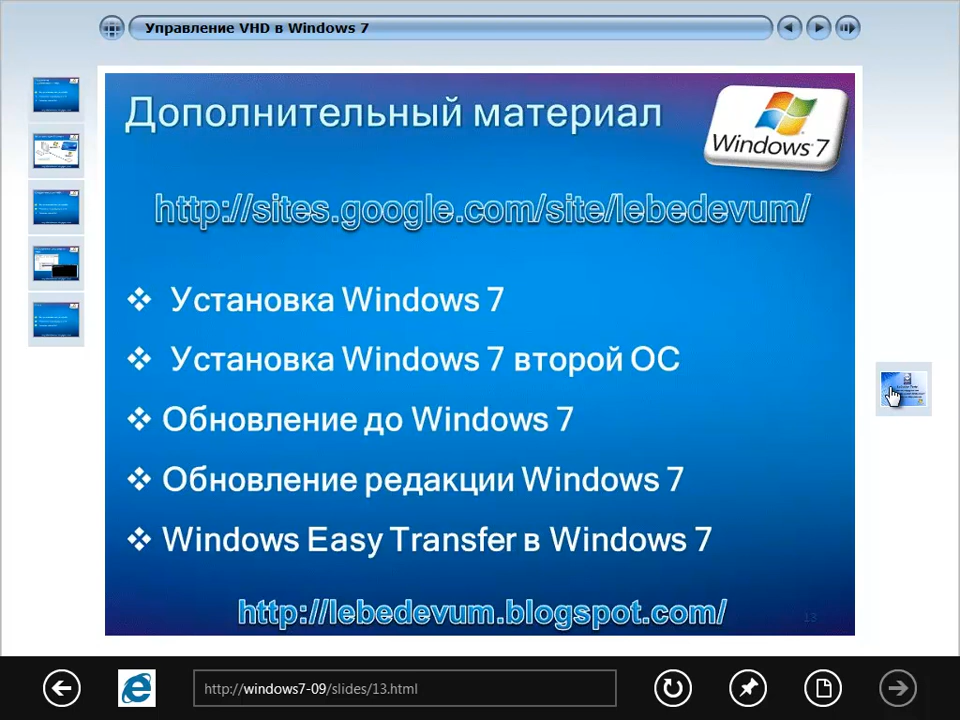 Управление VHD в Windows 7
Дополнительный материал
Windows 7
http://sites.google.com/site/lebedevum/
❖ Установка Windows 7
❖ Установка Windows 7 второй ОС
❖ Обновление до Windows 7
❖ Обновление редакции Windows 7
❖ Windows Easy Transfer в Windows 7
http://lebedevum.blogspot.com/
13
http://windows7-09/slides/13.html